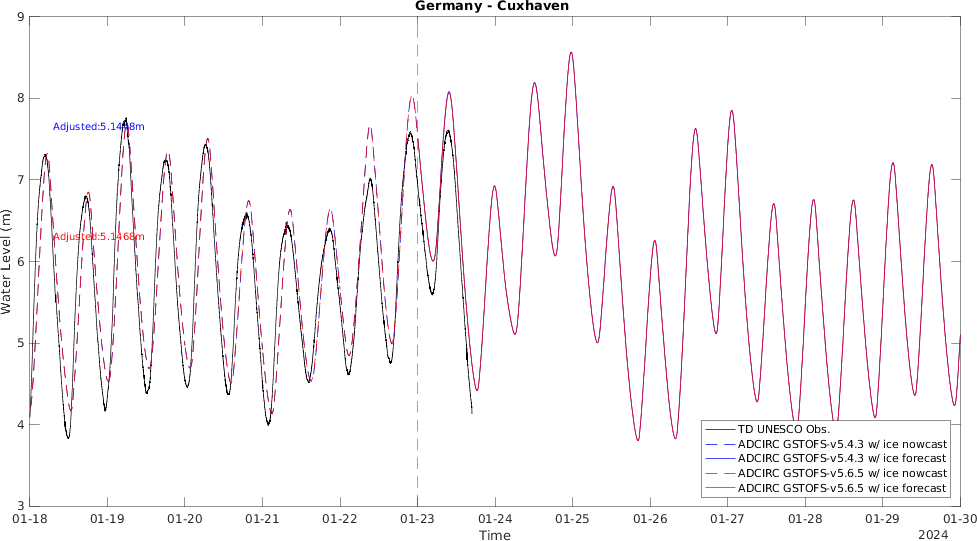 Germany - Cuxhaven
9
8
7
6
5
4
3
Water Level (m)
Adjusted:5.1498m
Adjusted:5.1468m
TD UNESCO Obs.
ADCIRC GSTOFS-v5.4.3 w/ ice nowcast
ADCIRC GSTOFS-v5.4.3 w/ ice forecast
ADCIRC GSTOFS-v5.6.5 w/ ice nowcast
ADCIRC GSTOFS-v5.6.5 w/ ice forecast
01-18 01-19 01-20 01-21 01-22 01-23 01-24 01-25 01-26 01-27 01-28 01-29 01-30
Time
2024